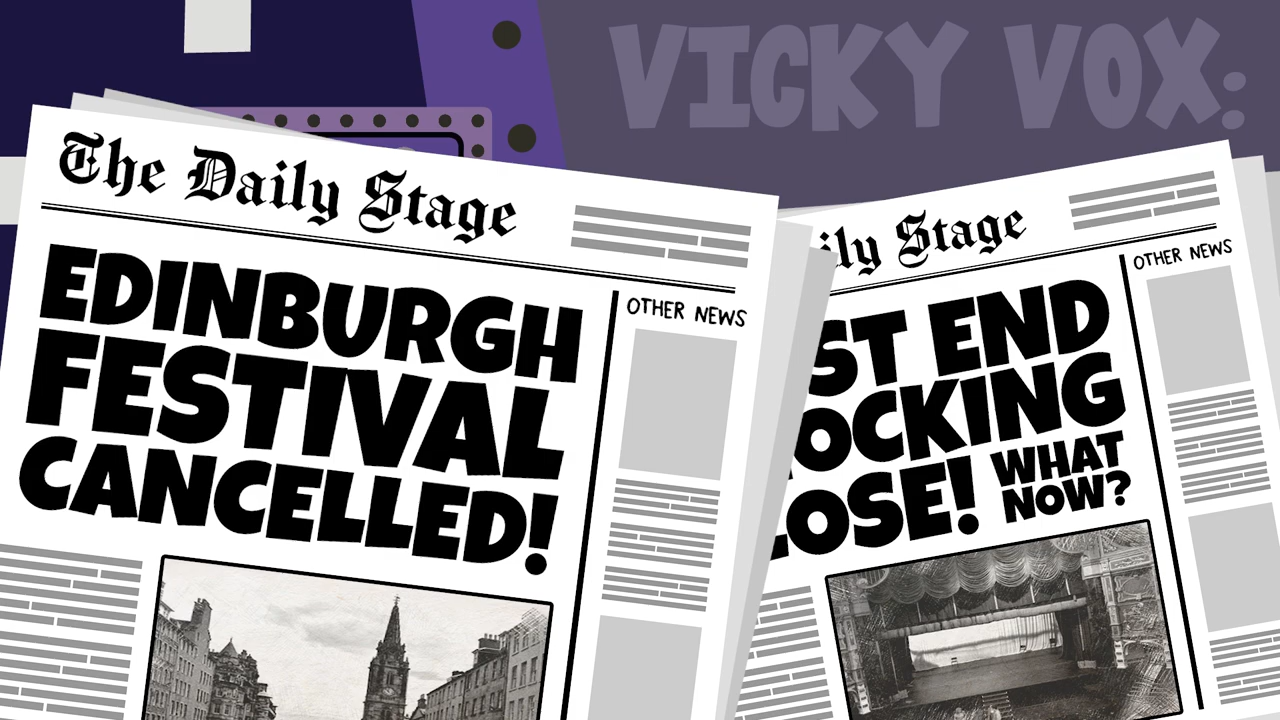 VICKY VOX:
The Daily Stage
EDINBURGH
FESTIVAL
CANCELLED!
OTHER NEWS
ily Stage
ST END
OCKING
LOSE!
WHAT
NOW?
OTHER NEWS